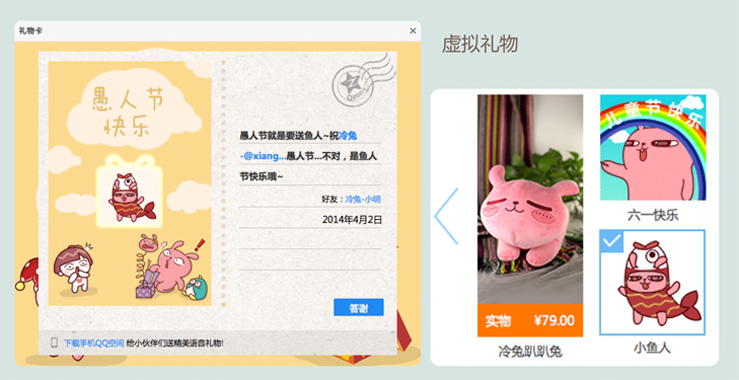 礼物卡
虚拟礼物
愚人节
快乐
愚人节就是要送鱼人~祝冷兔
-@xiang...愚人节...不对，是鱼人
节快乐哦~
好友：冷兔-小明
2014年4月2日
答谢
下载手机QQ空间 给小伙伴们送精美语音礼物!
儿童节快乐
六一快乐
实物 ¥79.00
冷兔趴趴兔
小鱼人